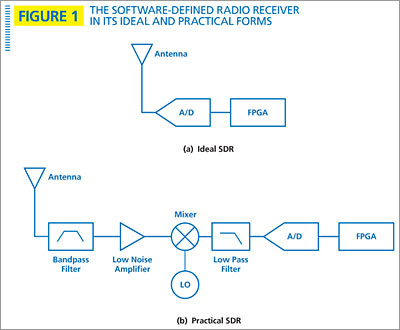 FIGURE 1
THE SOFTWARE-DEFINED RADIO RECEIVER
IN ITS IDEAL AND PRACTICAL FORMS
Antenna
A/D
FPGA
(a) Ideal SDR
Antenna
Mixer
A/D
FPGA
Bandpass
Filter
Low Noise
Amplifier
Low Pass
Filter
LO
(b) Practical SDR